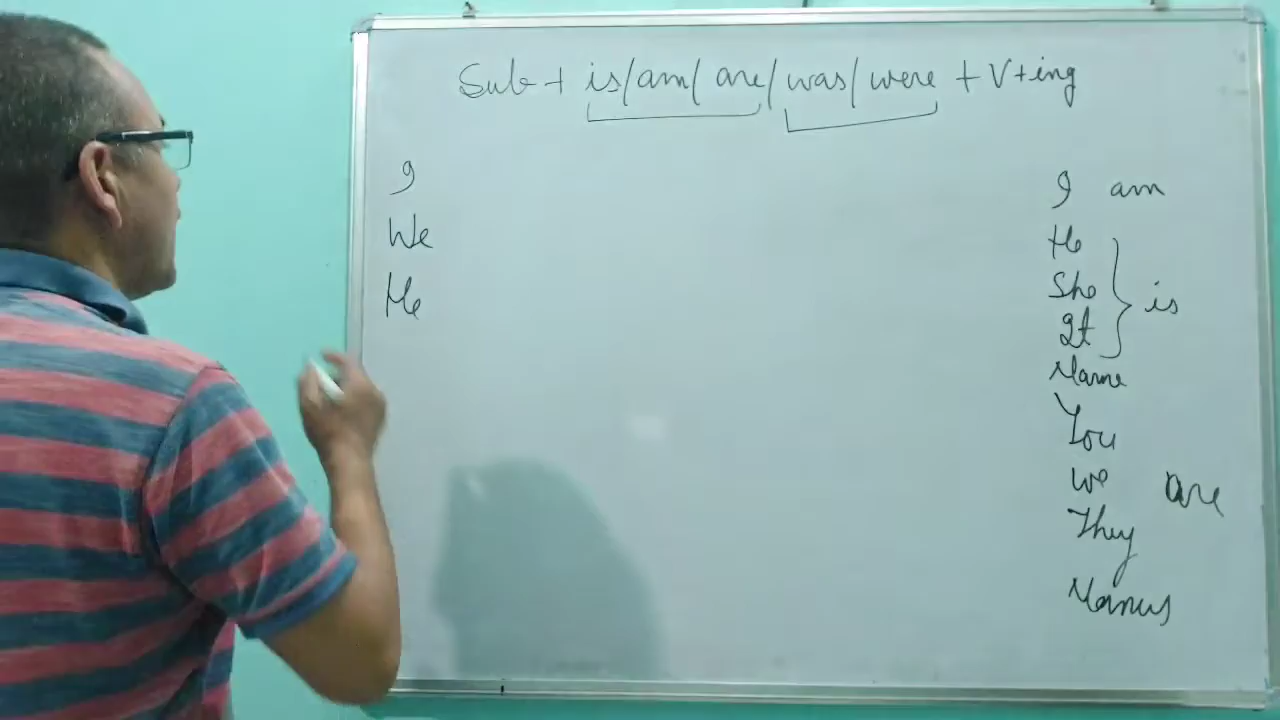 Sub + is/am/are/was/were + V+ing
I
We
He
I am
He
She
It
is
Name
You
We
are
They
Names